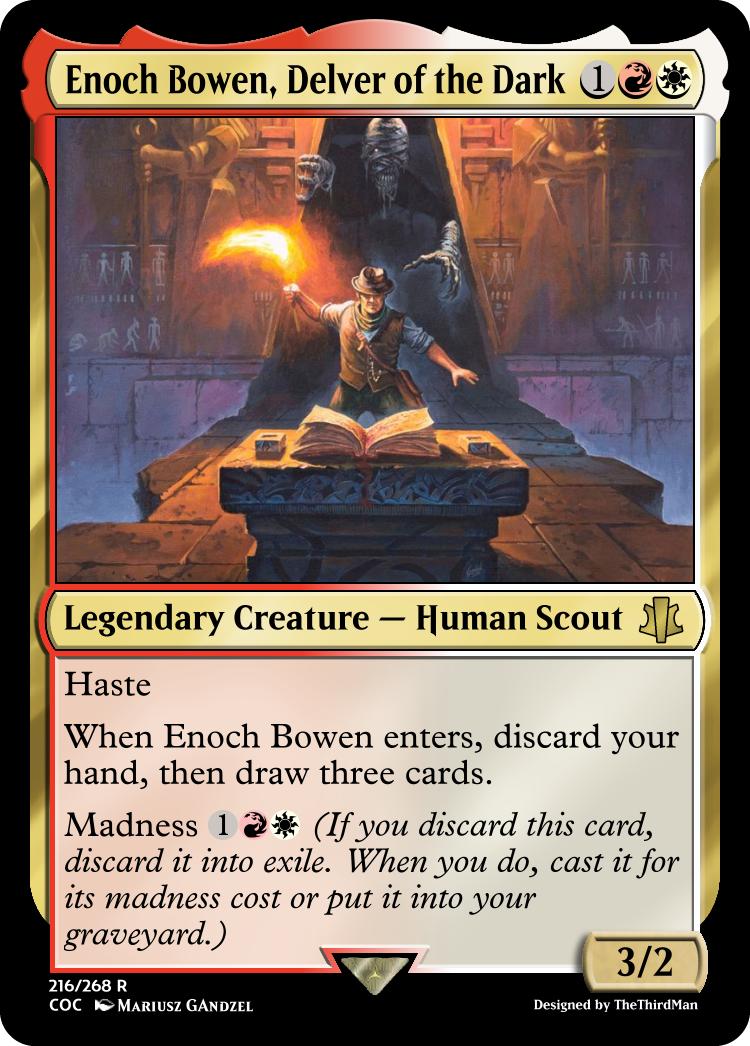 Enoch Bowen, Delver of the Dark 1
Legendary Creature — Human Scout
Haste
When Enoch Bowen enters, discard your
hand, then draw three cards.
Madness 1 (If you discard this card,
discard it into exile. When you do, cast it for
its madness cost or put it into your
graveyard.)
3/2
216/268 R
COC Mariusz Gandzel
Designed by TheThirdMan